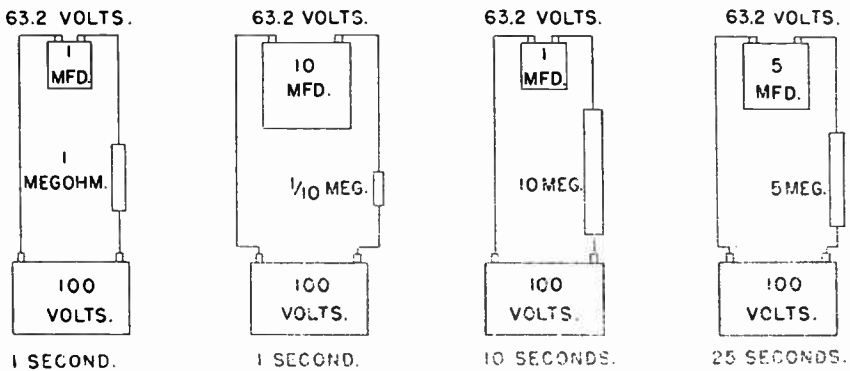 63.2 VOLTS.
1
MFD.
1
MEGOHM.
100
VOLTS.
1 SECOND.
63.2 VOLTS.
10
MFD.
1/10 MEG.
100
VOLTS.
1 SECOND.
63.2 VOLTS.
1
MFD.
10 MEG.
100
VOLTS.
10 SECONDS.
63.2 VOLTS.
5
MFD.
5 MEG.
100
VOLTS.
25 SECONDS.